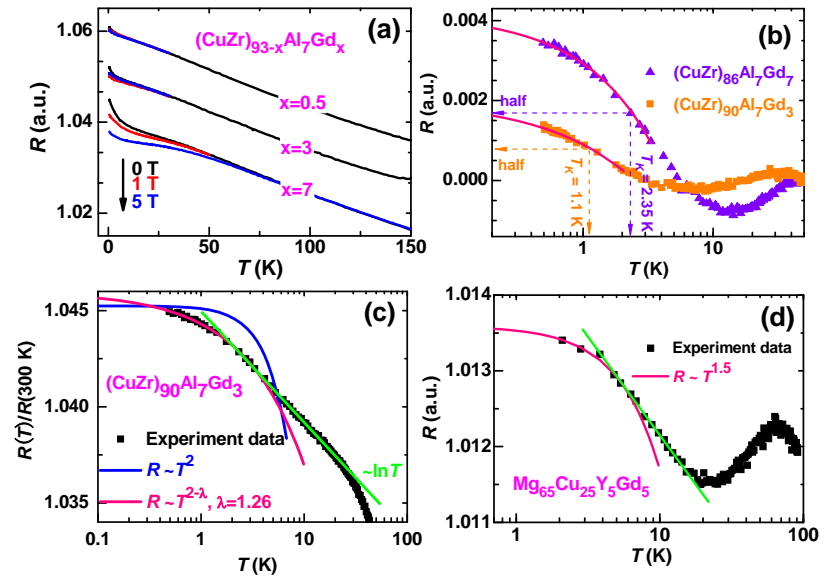 1.06
1.04
1.02
R (a.u.)
(CuZr)93-xAl7Gdx
(a)
x=0.5
x=3
x=7
0 T
1 T
5 T
0 50 100 150
T (K)
0.004
0.002
0.000
R (a.u.)
(b)
(CuZr)86Al7Gd7
(CuZr)90Al7Gd3
half
half
TK = 1.1 K
TK = 2.35 K
1 10
T (K)
1.045
1.040
1.035
R(T)/R(300 K)
(c)
(CuZr)90Al7Gd3
Experiment data
R ~T2
R ~T2-λ, λ=1.26
~lnT
0.1 1 10 100
T (K)
1.014
1.013
1.012
1.011
R (a.u.)
(d)
Experiment data
R ~ T1.5
Mg65Cu25Y5Gd5
1 10 100
T (K)